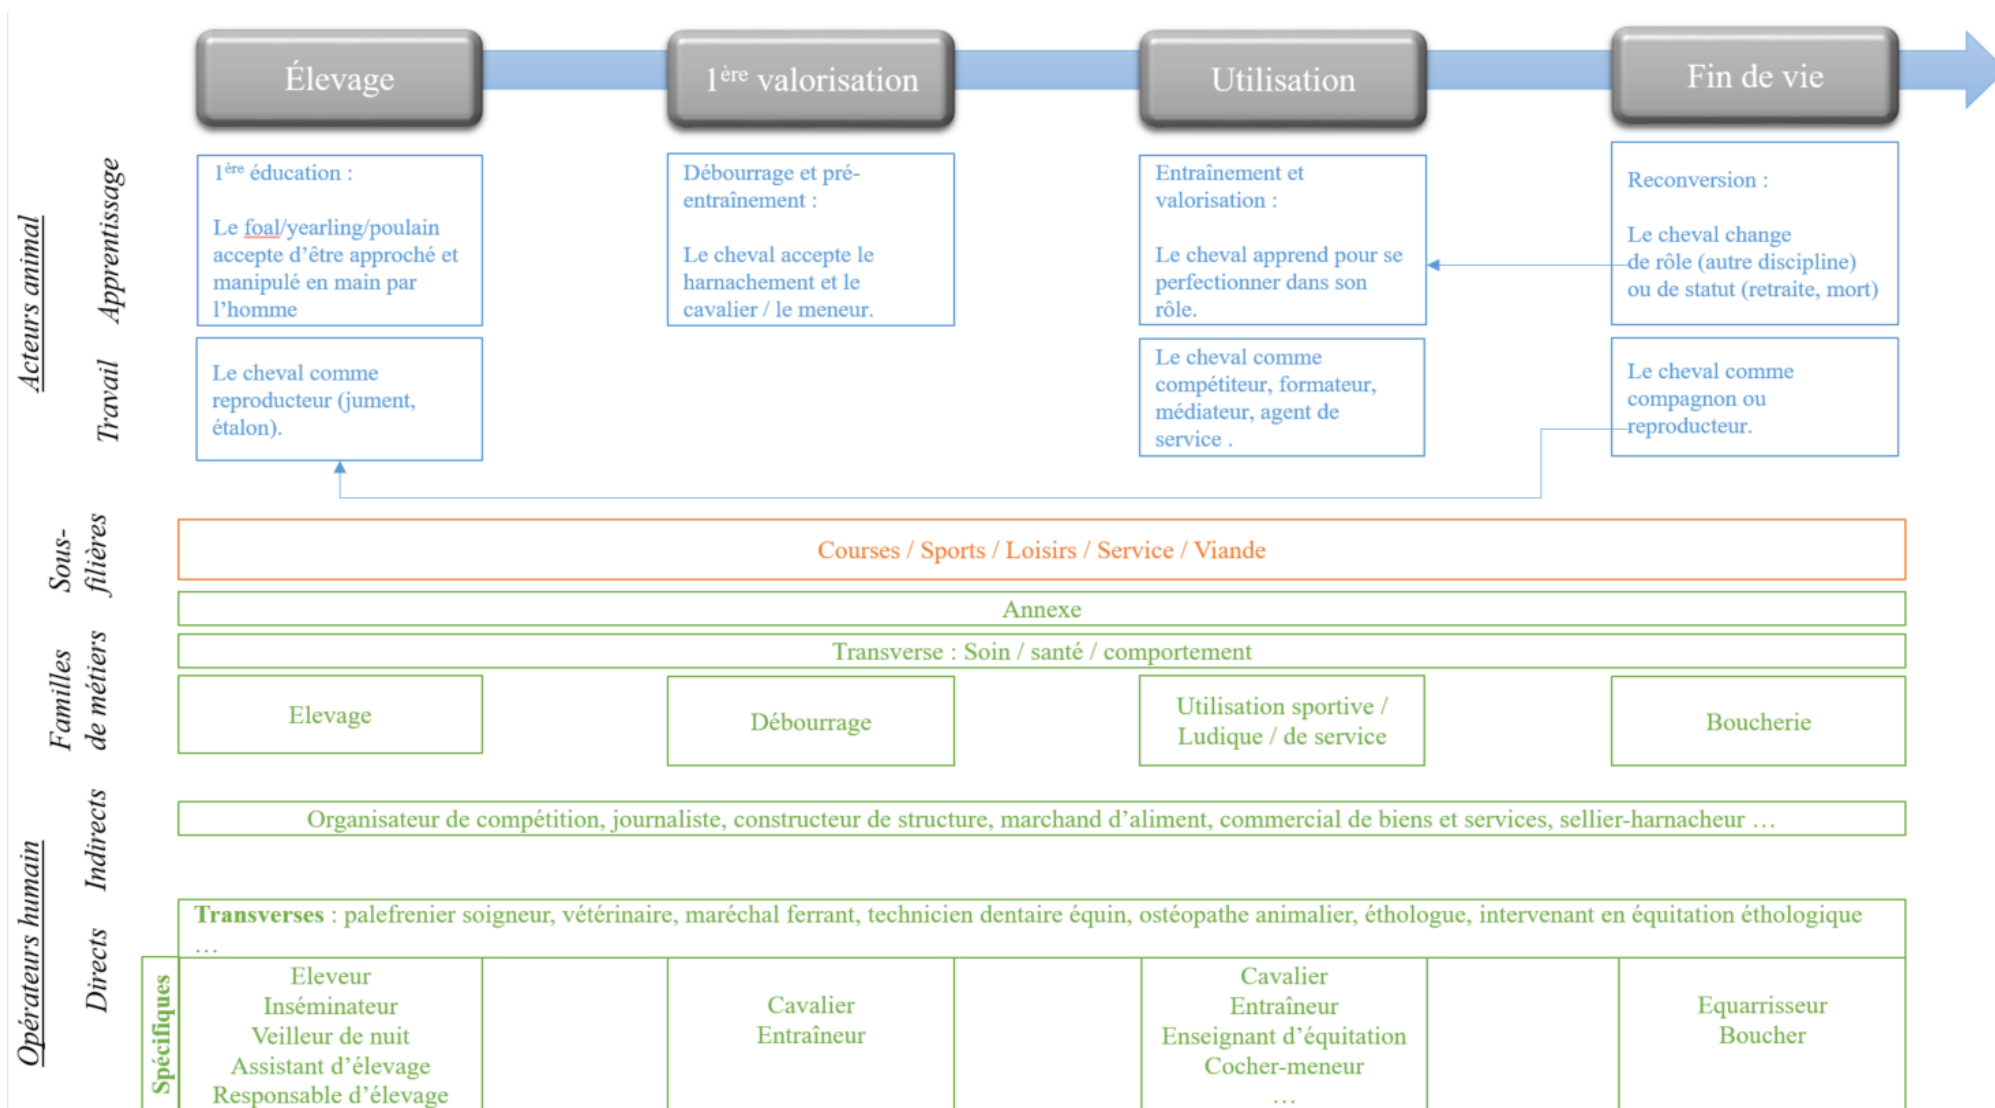 Élevage
1ère valorisation
Utilisation
Fin de vie
Acteurs animal
Apprentissage
1ère éducation :
Le foal/yearling/poulain
accepte d’être approché et
manipulé en main par
l’homme
Débourrage et pré-
entraînement :
Le cheval accepte le
harnachement et le
cavalier / le meneur.
Entraînement et
valorisation :
Le cheval apprend pour se
perfectionner dans son
rôle.
Reconversion :
Le cheval change
de rôle (autre discipline)
ou de statut (retraite, mort)
Travail
Le cheval comme
reproducteur (jument,
étalon).
Le cheval comme
compétiteur, formateur,
médiateur, agent de
service .
Le cheval comme
compagnon ou
reproducteur.
Sous-
filières
Courses / Sports / Loisirs / Service / Viande
Familles
de métiers
Annexe
Transverse : Soin / santé / comportement
Elevage
Débourrage
Utilisation sportive /
Ludique / de service
Boucherie
Opérateurs humain
Indirects
Organisateur de compétition, journaliste, constructeur de structure, marchand d’aliment, commercial de biens et services, sellier-harnacheur …
Directs
Transverses : palefrenier soigneur, vétérinaire, maréchal ferrant, technicien dentaire équin, ostéopathe animalier, éthologue, intervenant en équitation éthologique
…
Spécifiques
Eleveur
Inséminateur
Veilleur de nuit
Assistant d’élevage
Responsable d’élevage
Cavalier
Entraîneur
Cavalier
Entraîneur
Enseignant d’équitation
Cocher-meneur
…
Equarrisseur
Boucher